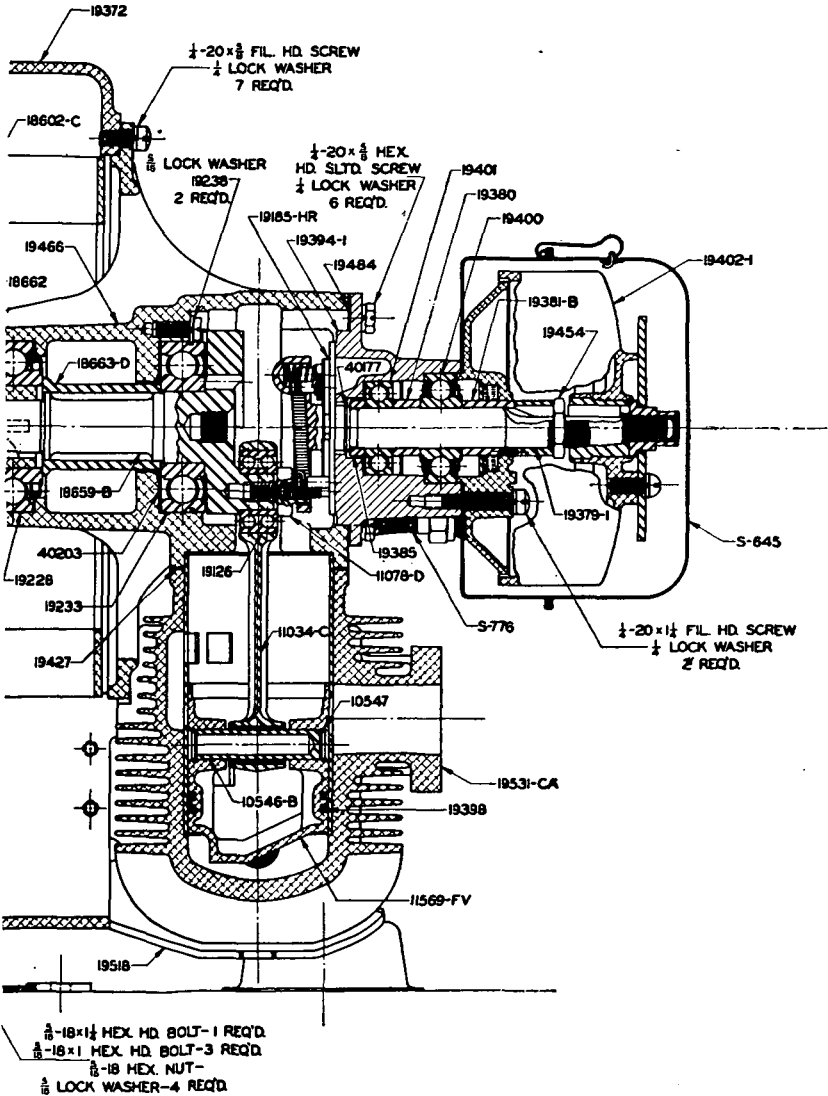 19372
1/4-20 x 5/8 FIL. HD. SCREW
1/4 LOCK WASHER
7 REQ'D.
18602-C
5/16 LOCK WASHER
19238
2 REQ'D.
1/4-20 x 5/8 HEX.
HD. SLTD. SCREW
1/4 LOCK WASHER
6 REQ'D.
19401
19380
19400
19185-HR
19394-1
19484
19466
18662
19402-1
19381-B
19454
18663-D
40177
18659-B
40203
19228
19233
19126
11078-D
19385
19379-1
S-645
S-776
19427
11034-C
1/4-20 x 1 1/4 FIL. HD. SCREW
1/4 LOCK WASHER
2 REQ'D.
10547
19531-CA
10546-B
19398
11569-FV
19518
5/16-18 x 1 1/4 HEX. HD. BOLT-1 REQ'D.
5/16-18 x 1 HEX. HD. BOLT-3 REQ'D.
5/16-18 HEX. NUT-
5/16 LOCK WASHER-4 REQ'D.